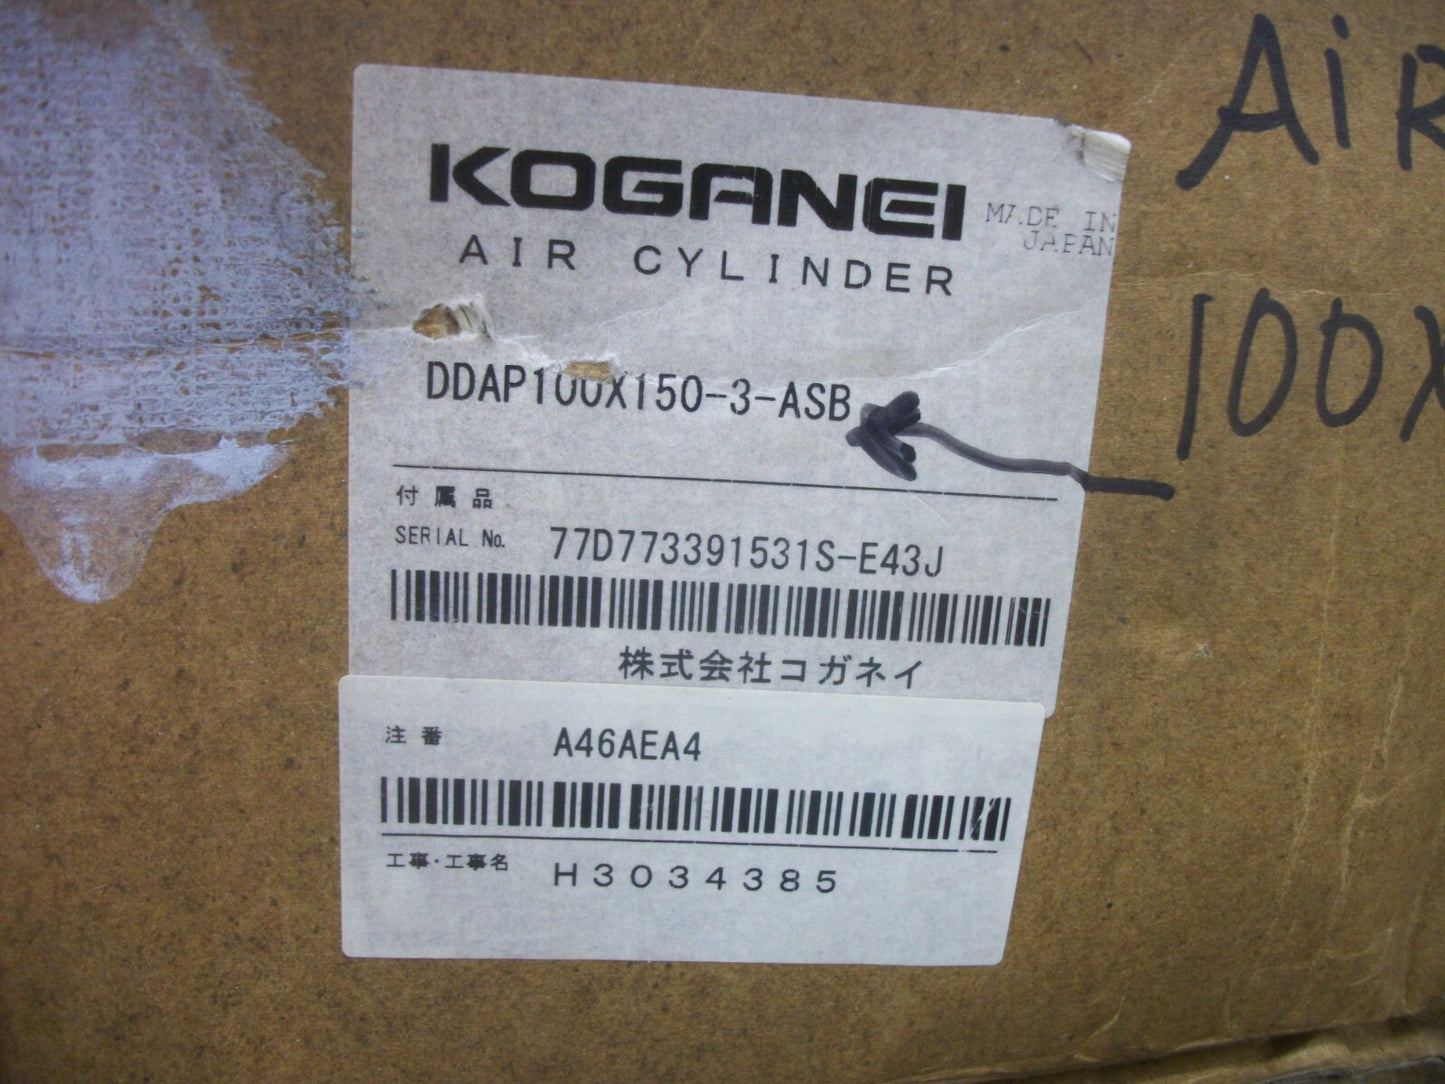 KOGANEI
MADE IN
JAPAN
AIR CYLINDER
DDAP100X150-3-ASB
付属品
SERIAL No. 77D773391531S-E43J
株式会社コガネイ
注番 A46AEA4
工事・工事名 H3034385
AiR
100X